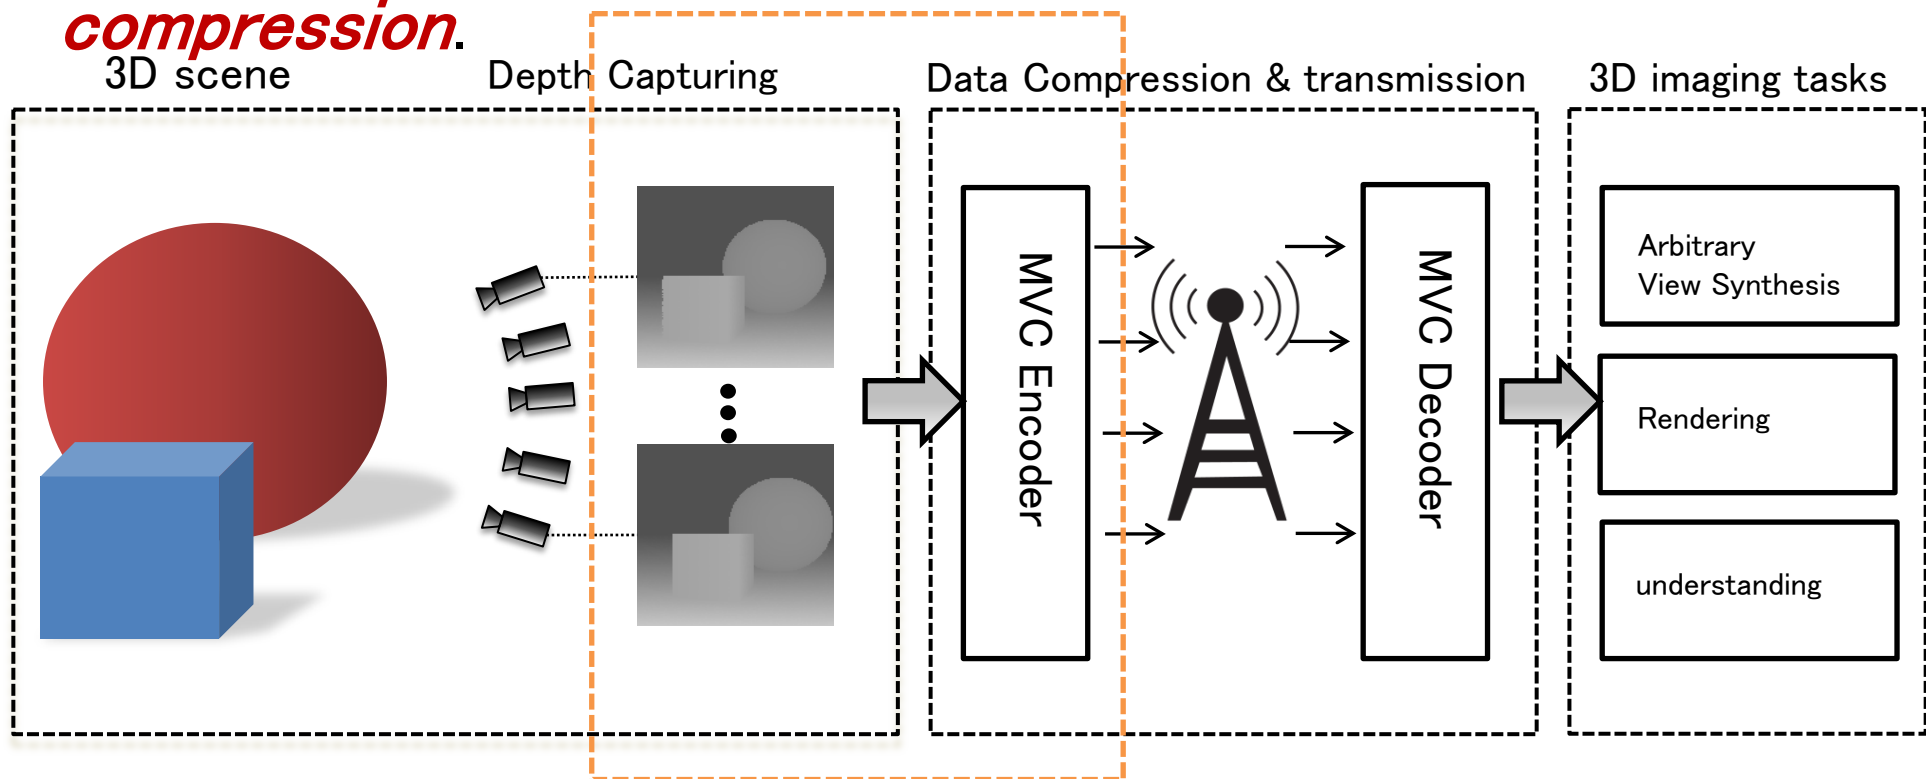 compression.
3D scene
Depth Capturing
Data Compression & transmission
3D imaging tasks
MVC Encoder
MVC Decoder
Arbitrary
View Synthesis
Rendering
understanding